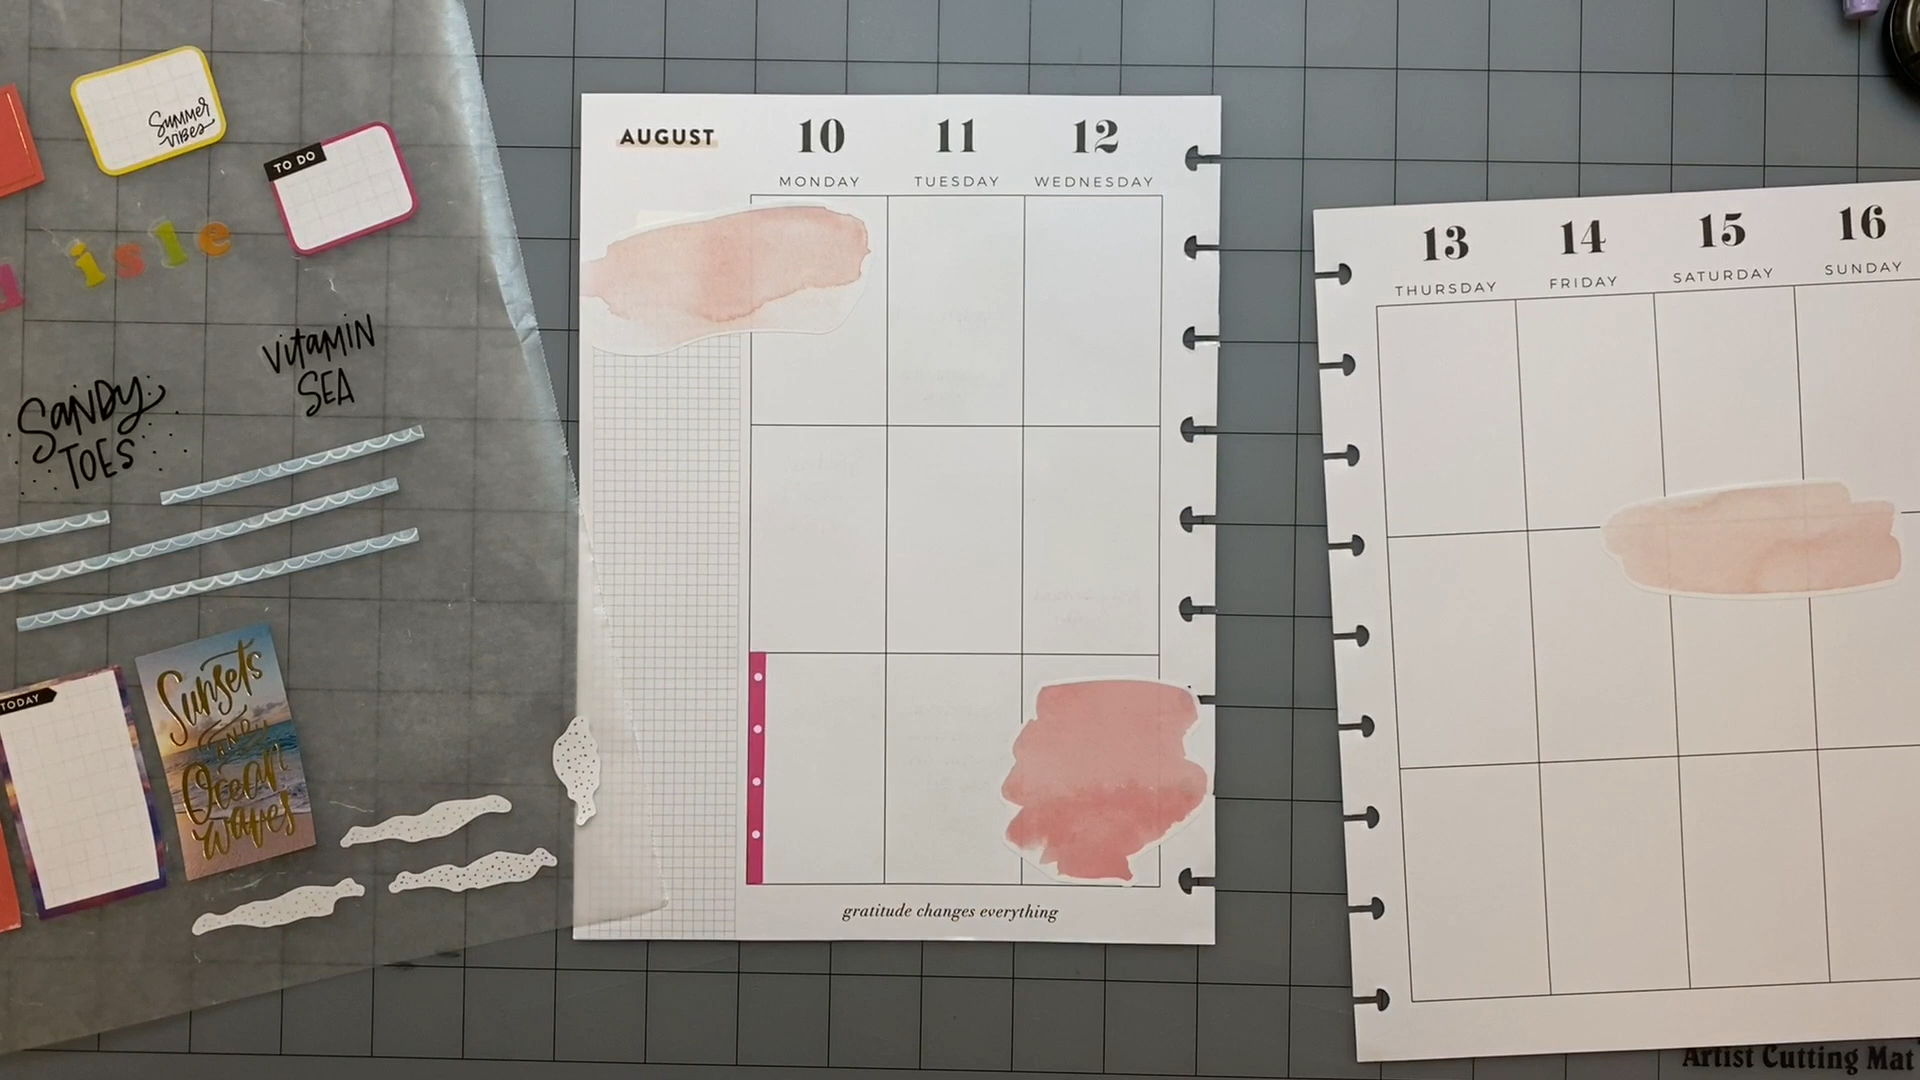 Summer
Vibes
TO DO
isle
Vitamin
Sea
Sandy
Toes
TODAY
Sunsets
and
Ocean
waves
AUGUST
10
MONDAY
11
TUESDAY
12
WEDNESDAY
gratitude changes everything
13
THURSDAY
14
FRIDAY
15
SATURDAY
16
SUNDAY
Artist Cutting Mat